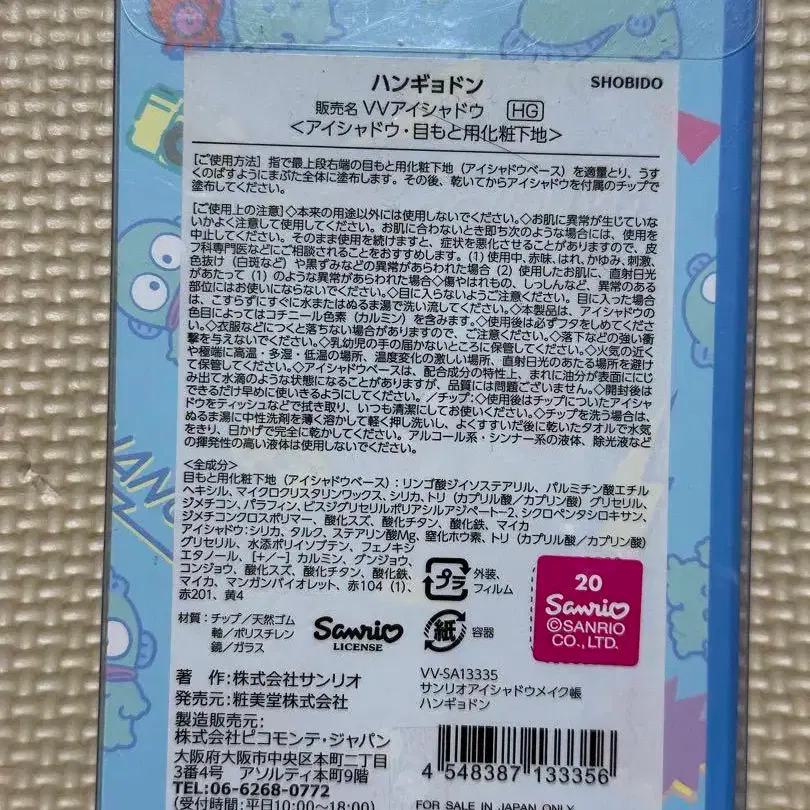 ハンギョドン
SHOBIDO
販売名 VVアイシャドウ HG
<アイシャドウ・目もと用化粧下地>
[ご使用方法] 指で最上段右端の目もと用化粧下地（アイシャドウベース）を適量とり、うす
くのばすようにまぶた全体に塗布します。その後、乾いてからアイシャドウを付属のチップで
塗布してください。
[ご使用上の注意]◇本来の用途以外には使用しないでください。◇お肌に異常が生じていな
いかよく注意して使用してください。お肌に合わないとき即ち次のような場合には、使用を
中止してください。そのまま使用を続けますと、症状を悪化させることがありますので、皮
フ科専門医などにご相談されることをおすすめします。(1) 使用中、赤味、はれ、かゆみ、刺激、
色抜け（白斑など）や黒ずみなどの異常があらわれた場合 (2) 使用したお肌に、直射日光
があたって (1) のような異常があらわれた場合◇傷やはれもの、しっしんなど、異常のある
部位にはお使いにならないでください。◇目に入らないようご注意ください。目に入った場合
は、こすらずにすぐに水またはぬるま湯で洗い流してください。◇本製品は、アイシャドウの
色目によってはコチニール色素（カルミン）を含みます。◇使用後は必ずフタをしめてくださ
い。◇衣服などにつくと落ちない場合がありますので、ご注意ください。◇落下などの強い衝
撃を与えないでください。◇乳幼児の手の届かないところに保管してください。◇火気の近く
や極端に高温・多湿・低温の場所、温度変化の激しい場所、直射日光のあたる場所を避け
て保管してください。◇アイシャドウベースは、配合成分の特性上、まれに油分が表面ににじ
み出て水滴のような状態になることがありますが、品質には問題ございません。◇開封後は
できるだけ早めに使いきるようにしてください。／チップ:◇使用後はチップについたアイシャ
ドウをティッシュなどで拭き取り、いつも清潔にしてお使いください。◇チップを洗う場合は、
ぬるま湯に中性洗剤を薄く溶かして軽く押し洗いし、よくすすいだ後に乾いたタオルで水気
をきり、日かげで完全に乾かしてください。アルコール系・シンナー系の液体、除光液など
の揮発性の高い液体は使用しないでください。
<全成分>
目もと用化粧下地（アイシャドウベース）: リンゴ酸ジイソステアリル、パルミチン酸エチル
ヘキシル、マイクロクリスタリンワックス、シリカ、トリ（カプリル酸／カプリン酸）グリセリル、
ジメチコン、パラフィン、ビスジグリセリルポリアシルアジペート-2、シクロペンタシロキサン、
ジメチコンクロスポリマー、酸化スズ、酸化チタン、酸化鉄、マイカ
アイシャドウ:シリカ、タルク、ステアリン酸Mg、窒化ホウ素、トリ（カプリル酸／カプリン酸）
グリセリル、水添ポリイソブテン、フェノキシ
エタノール、[+/−] カルミン、グンジョウ、
コンジョウ、酸化スズ、酸化チタン、酸化鉄、
マイカ、マンガンバイオレット、赤104 (1)、
赤201、黄4
プラ 外装、
フィルム
20
Sanrio
©SANRIO
CO., LTD.
材質：チップ／天然ゴム
軸／ポリスチレン
鏡／ガラス
Sanrio
LICENSE
紙 容器
著 作：株式会社サンリオ
発売元：粧美堂株式会社
製造販売元：
株式会社ピコモンテ・ジャパン
大阪府大阪市中央区本町二丁目
3番4号 アソルティ本町9階
TEL:06-6268-0772
(受付時間:平日10:00〜18:00)
VV-SA13335
サンリオアイシャドウメイク帳
ハンギョドン
4 548387 133356
FOR SALE IN JAPAN ONLY